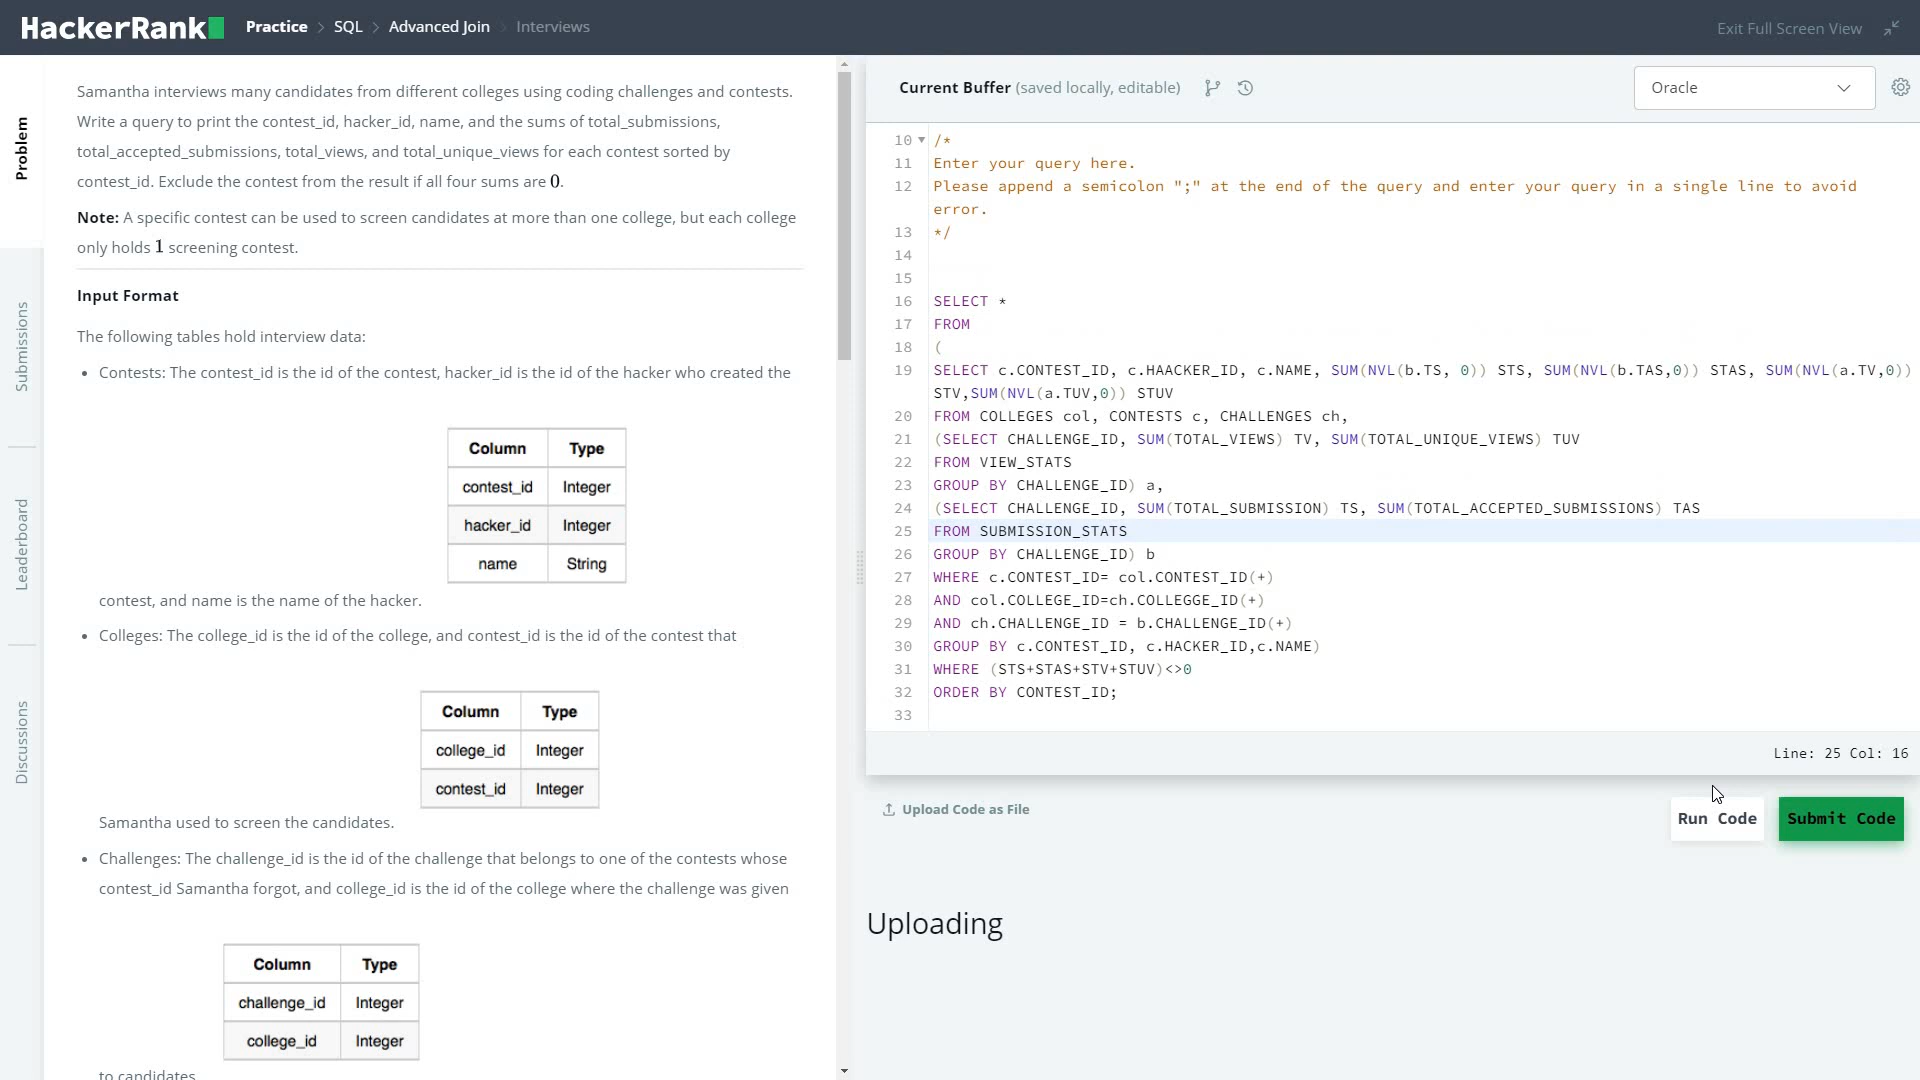 HackerRank
Practice > SQL > Advanced Join > Interviews
Exit Full Screen View
Problem
Submissions
Leaderboard
Discussions
Samantha interviews many candidates from different colleges using coding challenges and contests.
Write a query to print the contest_id, hacker_id, name, and the sums of total_submissions,
total_accepted_submissions, total_views, and total_unique_views for each contest sorted by
contest_id. Exclude the contest from the result if all four sums are 0.
Note: A specific contest can be used to screen candidates at more than one college, but each college
only holds 1 screening contest.
Input Format
The following tables hold interview data:
• Contests: The contest_id is the id of the contest, hacker_id is the id of the hacker who created the
Column Type
contest_id Integer
hacker_id Integer
name String
contest, and name is the name of the hacker.
• Colleges: The college_id is the id of the college, and contest_id is the id of the contest that
Column Type
college_id Integer
contest_id Integer
Samantha used to screen the candidates.
• Challenges: The challenge_id is the id of the challenge that belongs to one of the contests whose
contest_id Samantha forgot, and college_id is the id of the college where the challenge was given
Column Type
challenge_id Integer
college_id Integer
to candidates.
Current Buffer (saved locally, editable)
Oracle
10 /*
11 Enter your query here.
12 Please append a semicolon ";" at the end of the query and enter your query in a single line to avoid
error.
13 */
14
15
16 SELECT *
17 FROM
18 (
19 SELECT c.CONTEST_ID, c.HAACKER_ID, c.NAME, SUM(NVL(b.TS, 0)) STS, SUM(NVL(b.TAS,0)) STAS, SUM(NVL(a.TV,0))
STV,SUM(NVL(a.TUV,0)) STUV
20 FROM COLLEGES col, CONTESTS c, CHALLENGES ch,
21 (SELECT CHALLENGE_ID, SUM(TOTAL_VIEWS) TV, SUM(TOTAL_UNIQUE_VIEWS) TUV
22 FROM VIEW_STATS
23 GROUP BY CHALLENGE_ID) a,
24 (SELECT CHALLENGE_ID, SUM(TOTAL_SUBMISSION) TS, SUM(TOTAL_ACCEPTED_SUBMISSIONS) TAS
25 FROM SUBMISSION_STATS
26 GROUP BY CHALLENGE_ID) b
27 WHERE c.CONTEST_ID= col.CONTEST_ID(+)
28 AND col.COLLEGE_ID=ch.COLLEGGE_ID(+)
29 AND ch.CHALLENGE_ID = b.CHALLENGE_ID(+)
30 GROUP BY c.CONTEST_ID, c.HACKER_ID,c.NAME)
31 WHERE (STS+STAS+STV+STUV)<>0
32 ORDER BY CONTEST_ID;
33
Line: 25 Col: 16
Upload Code as File
Run Code
Submit Code
Uploading